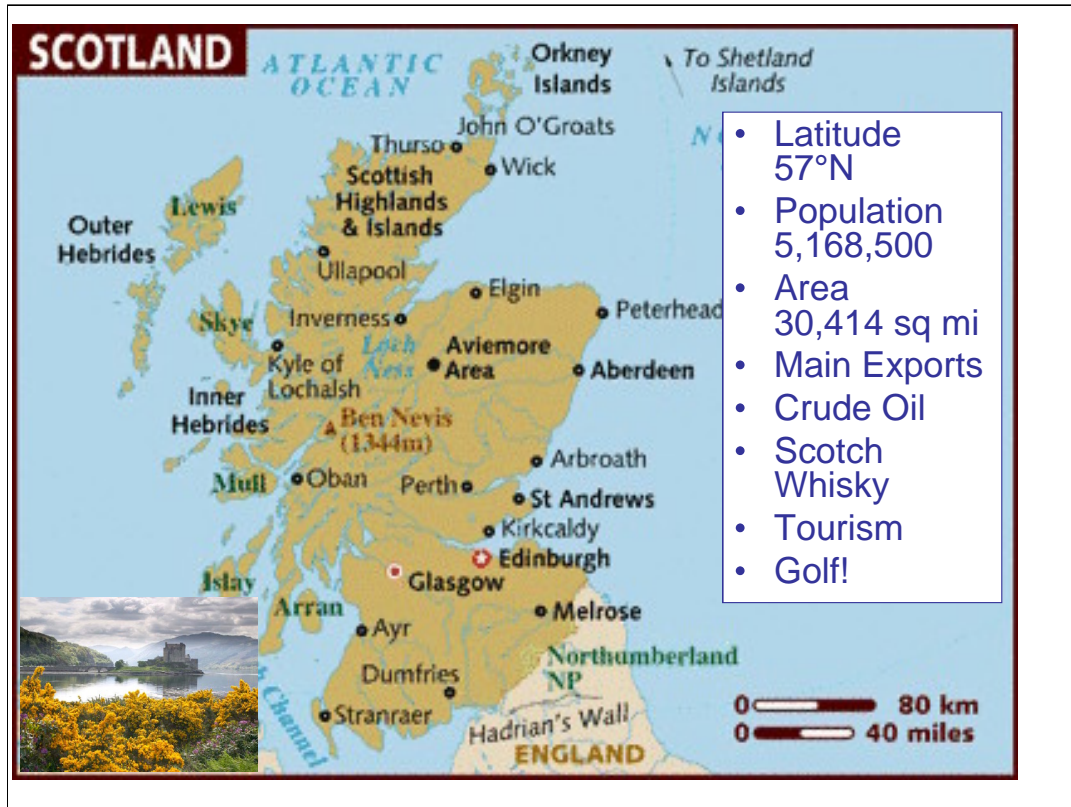 SCOTLAND
ATLANTIC
OCEAN
Orkney
Islands
To Shetland
Islands
John O'Groats
Thurso
Wick
Scottish
Highlands
& Islands
Lewis
Outer
Hebrides
Ullapool
Elgin
Peterhead
Skye
Inverness
Loch
Ness
Aviemore
Area
Aberdeen
Kyle of
Lochalsh
Inner
Hebrides
Ben Nevis
(1344m)
Arbroath
Mull
Oban
Perth
St Andrews
Kirkcaldy
Edinburgh
Glasgow
Islay
Arran
Melrose
Ayr
Northumberland
NP
Dumfries
Stranraer
Channel
Hadrian's Wall
ENGLAND
0 80 km
0 40 miles
• Latitude
57°N
• Population
5,168,500
• Area
30,414 sq mi
• Main Exports
• Crude Oil
• Scotch
Whisky
• Tourism
• Golf!